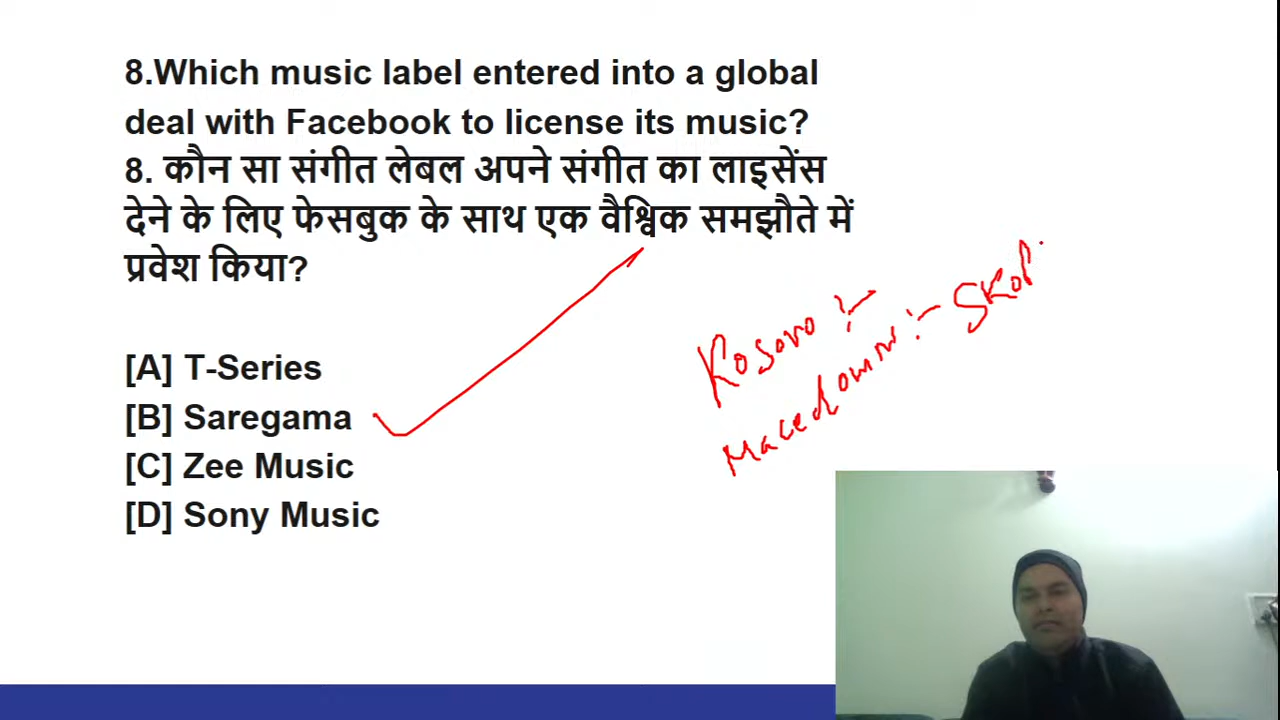 8.Which music label entered into a global
deal with Facebook to license its music?
8. कौन सा संगीत लेबल अपने संगीत का लाइसेंस
देने के लिए फेसबुक के साथ एक वैश्विक समझौते में
प्रवेश किया?
[A] T-Series
[B] Saregama
[C] Zee Music
[D] Sony Music
Kosovo :-
:- SKOP